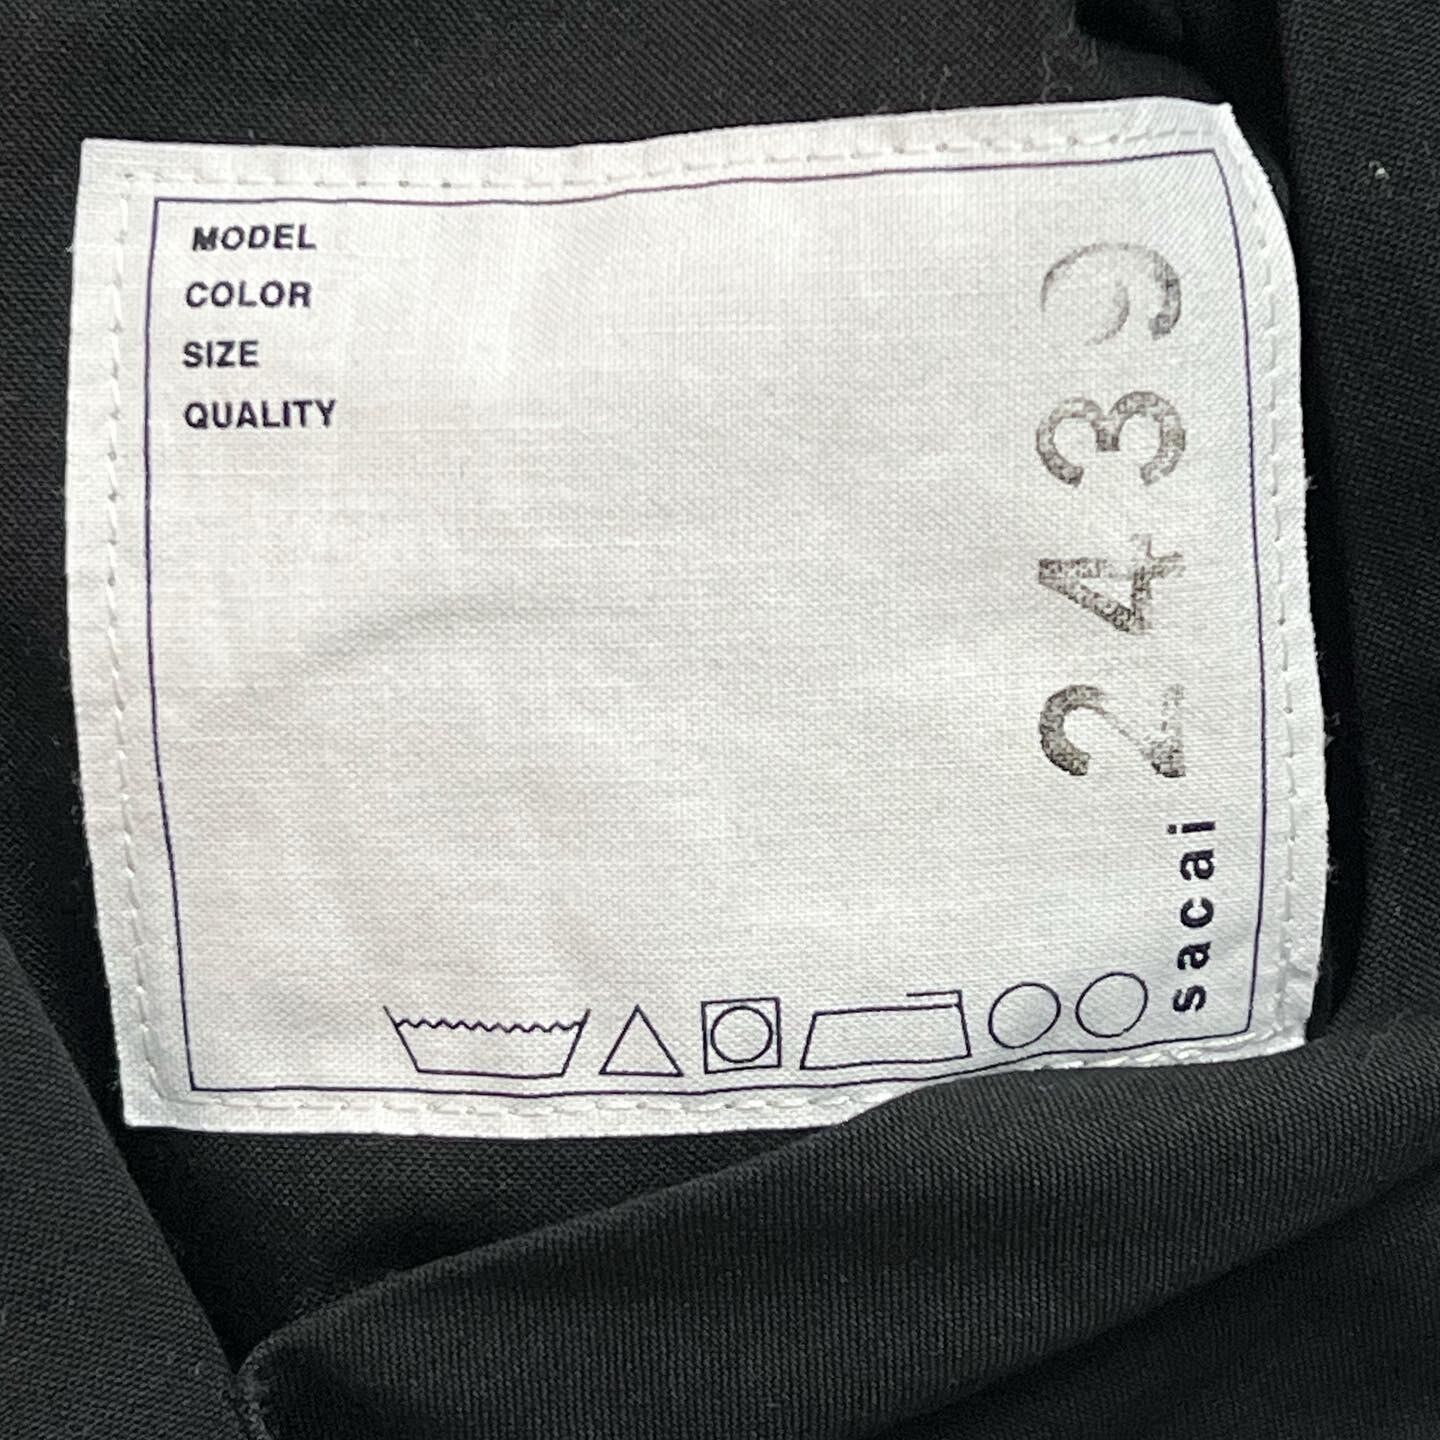 MODEL
COLOR
SIZE
QUALITY
sacai
2439